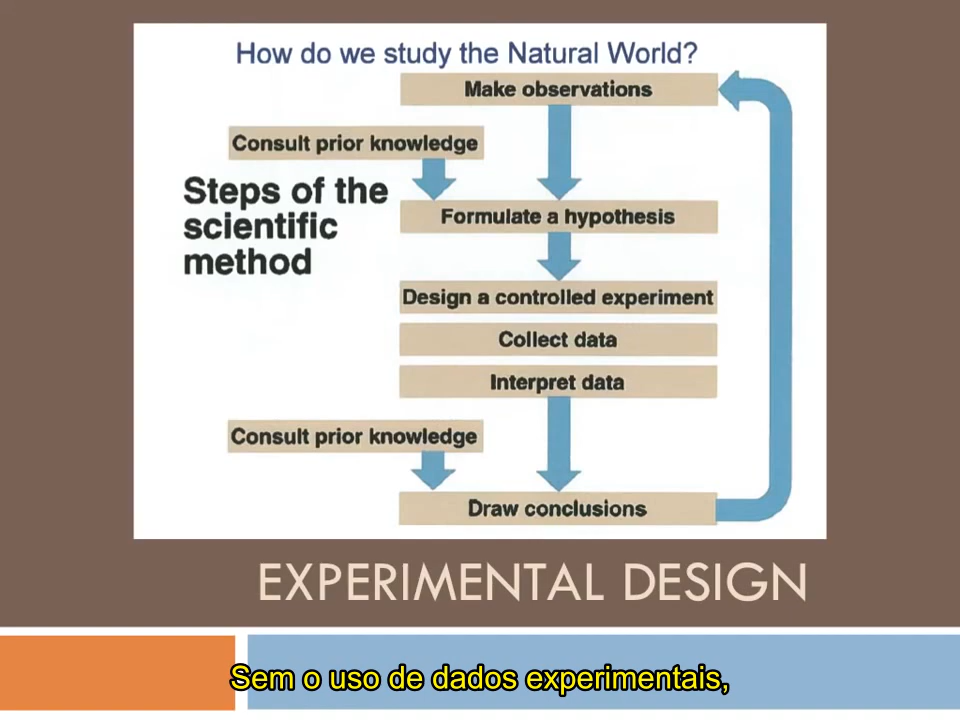 How do we study the Natural World?
Make observations
Consult prior knowledge
Steps of the
scientific
method
Formulate a hypothesis
Design a controlled experiment
Collect data
Interpret data
Consult prior knowledge
Draw conclusions
EXPERIMENTAL DESIGN
Sem o uso de dados experimentais,